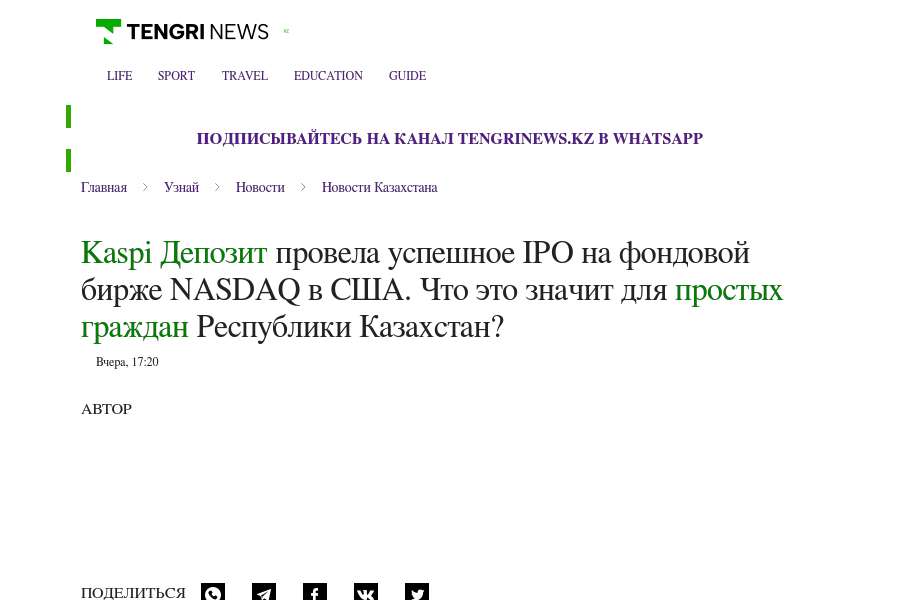 TENGRI NEWS KZ
LIFE SPORT TRAVEL EDUCATION GUIDE
ПОДПИСЫВАЙТЕСЬ НА КАНАЛ TENGRINEWS.KZ В WHATSAPP
Главная Узнай Новости Новости Казахстана
Kaspi Депозит провела успешное IPO на фондовой
бирже NASDAQ в США. Что это значит для простых
граждан Республики Казахстан?
Вчера, 17:20
АВТОР
ПОДЕЛИТЬСЯ